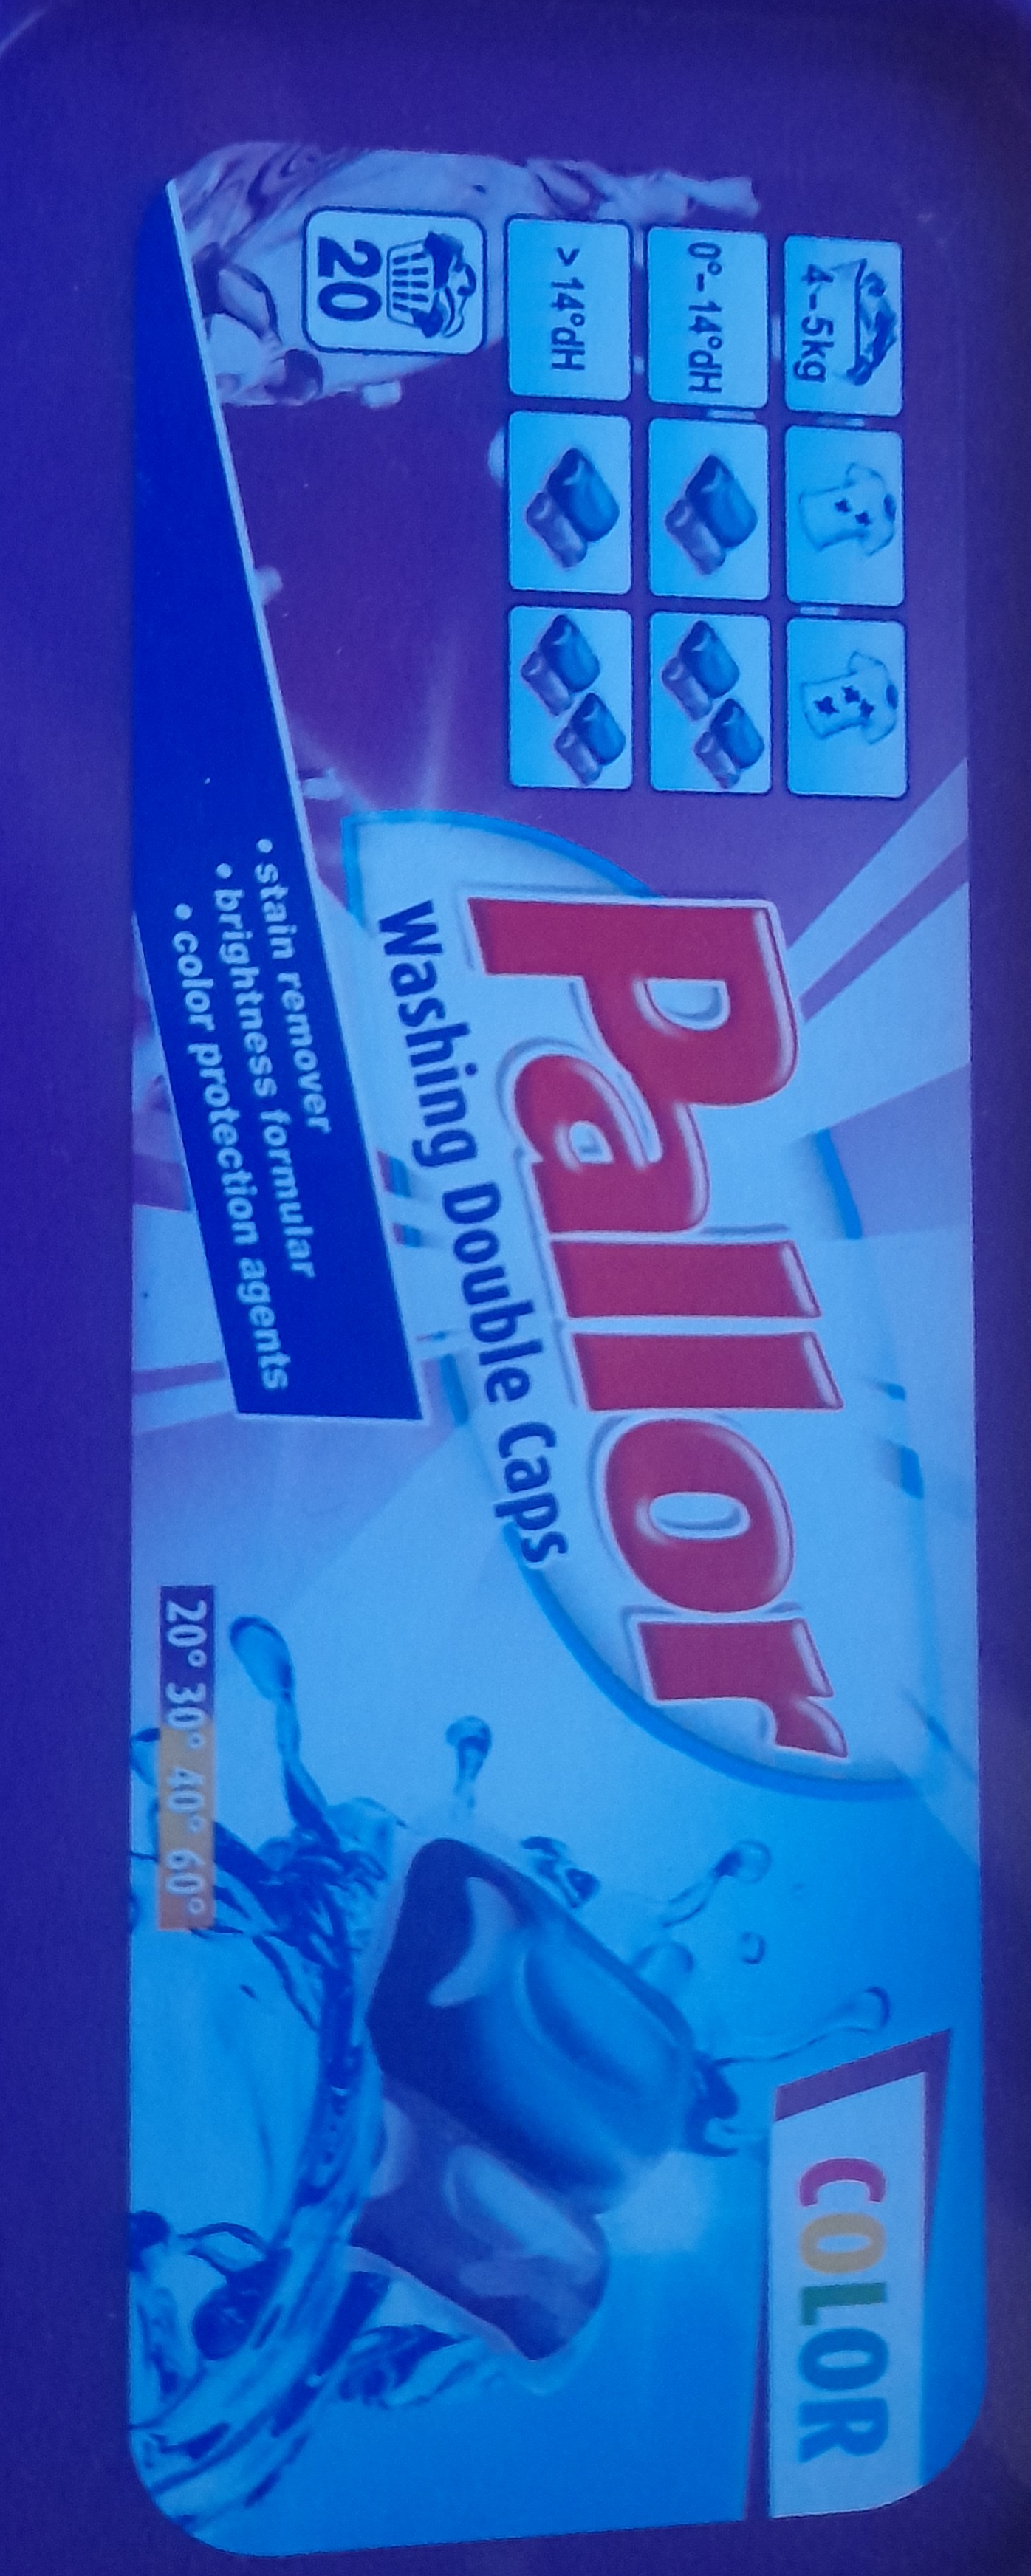 4-5kg
0°- 14°dH
> 14°dH
20
Pallor
Washing Double Caps
• stain remover
• brightness formular
• color protection agents
20° 30° 40° 60°
COLOR